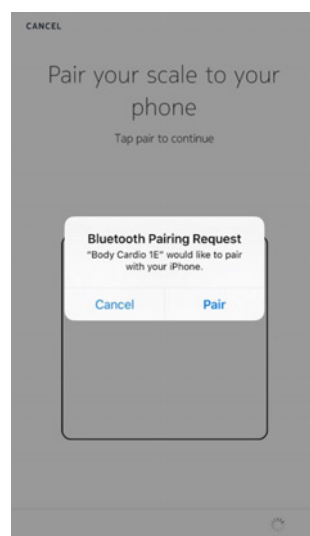 CANCEL
Pair your scale to your
phone
Tap pair to continue
Bluetooth Pairing Request
"Body Cardio 1E" would like to pair
with your iPhone.
Cancel
Pair